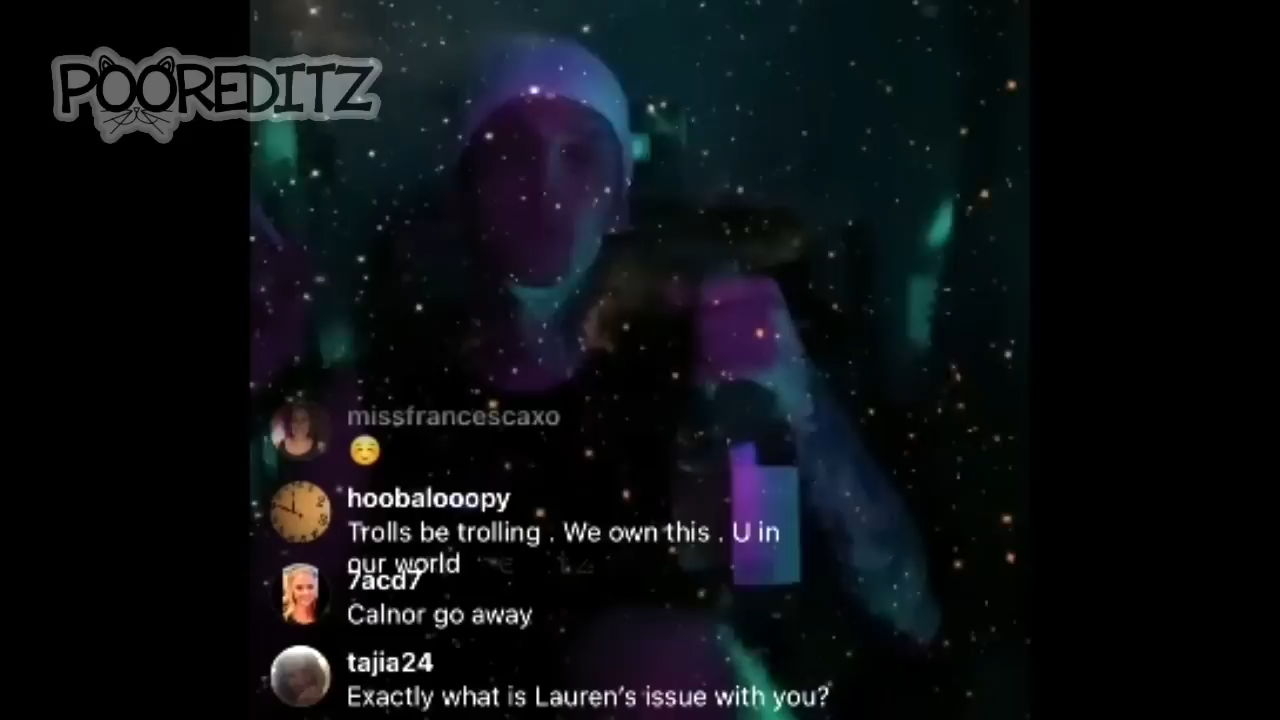 POOREDITZ
missfrancescaxo
☺️
hoobalooopy
Trolls be trolling . We own this . U in
our world
7acd7
Calnor go away
tajia24
Exactly what is Lauren's issue with you?